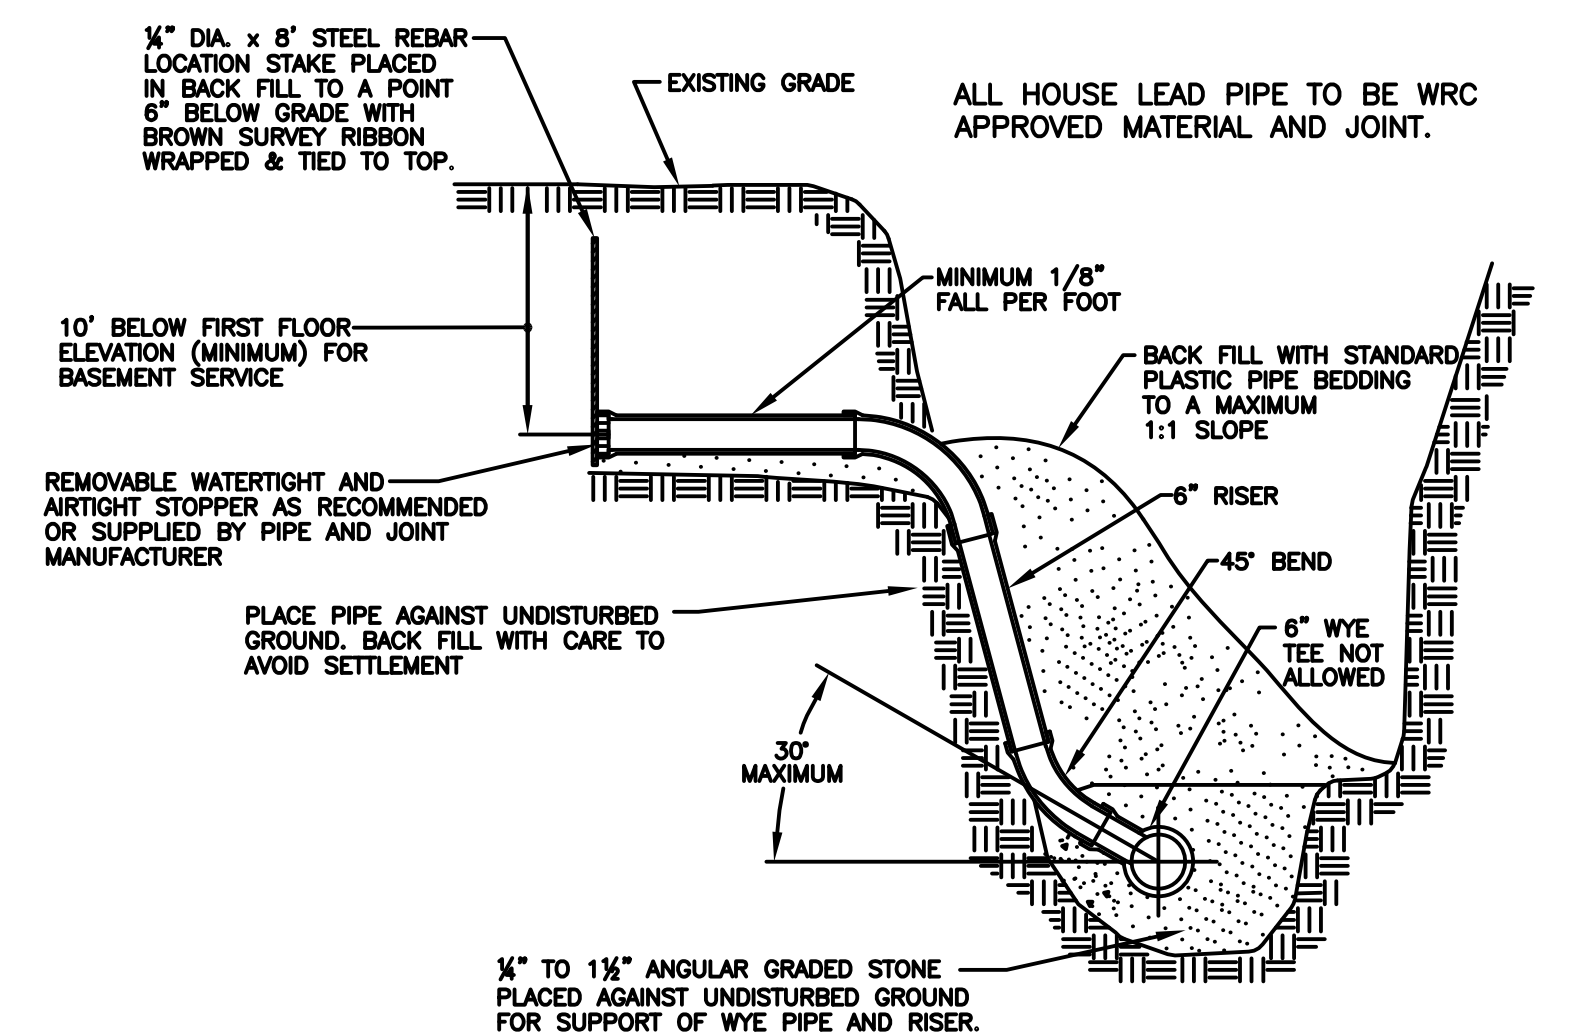 ¼" DIA. x 8' STEEL REBAR
LOCATION STAKE PLACED
IN BACK FILL TO A POINT
6" BELOW GRADE WITH
BROWN SURVEY RIBBON
WRAPPED & TIED TO TOP.
EXISTING GRADE
ALL HOUSE LEAD PIPE TO BE WRC
APPROVED MATERIAL AND JOINT.
MINIMUM 1/8"
FALL PER FOOT
10' BELOW FIRST FLOOR
ELEVATION (MINIMUM) FOR
BASEMENT SERVICE
BACK FILL WITH STANDARD
PLASTIC PIPE BEDDING
TO A MAXIMUM
1:1 SLOPE
REMOVABLE WATERTIGHT AND
AIRTIGHT STOPPER AS RECOMMENDED
OR SUPPLIED BY PIPE AND JOINT
MANUFACTURER
6" RISER
45° BEND
PLACE PIPE AGAINST UNDISTURBED
GROUND. BACK FILL WITH CARE TO
AVOID SETTLEMENT
6" WYE
TEE NOT
ALLOWED
30°
MAXIMUM
¼" TO 1½" ANGULAR GRADED STONE
PLACED AGAINST UNDISTURBED GROUND
FOR SUPPORT OF WYE PIPE AND RISER.